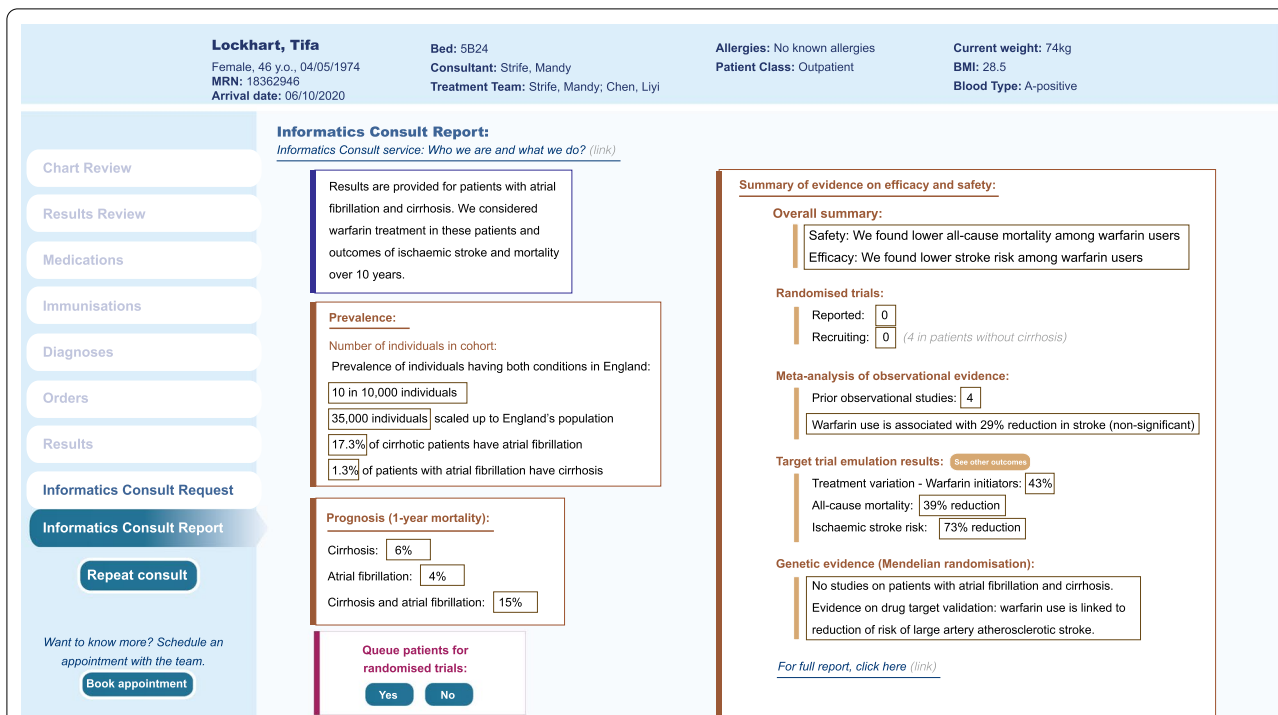 Lockhart, Tifa
Female, 46 y.o., 04/05/1974
MRN: 18362946
Arrival date: 06/10/2020
Bed: 5B24
Consultant: Strife, Mandy
Treatment Team: Strife, Mandy; Chen, Liyi
Allergies: No known allergies
Patient Class: Outpatient
Current weight: 74kg
BMI: 28.5
Blood Type: A-positive
Chart Review
Results Review
Medications
Immunisations
Diagnoses
Orders
Results
Informatics Consult Request
Informatics Consult Report
Repeat consult
Want to know more? Schedule an
appointment with the team.
Book appointment
Informatics Consult Report:
Informatics Consult service: Who we are and what we do? (link)
Results are provided for patients with atrial
fibrillation and cirrhosis. We considered
warfarin treatment in these patients and
outcomes of ischaemic stroke and mortality
over 10 years.
Prevalence:
Number of individuals in cohort:
Prevalence of individuals having both conditions in England:
10 in 10,000 individuals
35,000 individuals scaled up to England's population
17.3% of cirrhotic patients have atrial fibrillation
1.3% of patients with atrial fibrillation have cirrhosis
Prognosis (1-year mortality):
Cirrhosis: 6%
Atrial fibrillation: 4%
Cirrhosis and atrial fibrillation: 15%
Queue patients for
randomised trials:
Yes No
Summary of evidence on efficacy and safety:
Overall summary:
Safety: We found lower all-cause mortality among warfarin users
Efficacy: We found lower stroke risk among warfarin users
Randomised trials:
Reported: 0
Recruiting: 0 (4 in patients without cirrhosis)
Meta-analysis of observational evidence:
Prior observational studies: 4
Warfarin use is associated with 29% reduction in stroke (non-significant)
Target trial emulation results: See other outcomes
Treatment variation - Warfarin initiators: 43%
All-cause mortality: 39% reduction
Ischaemic stroke risk: 73% reduction
Genetic evidence (Mendelian randomisation):
No studies on patients with atrial fibrillation and cirrhosis.
Evidence on drug target validation: warfarin use is linked to
reduction of risk of large artery atherosclerotic stroke.
For full report, click here (link)